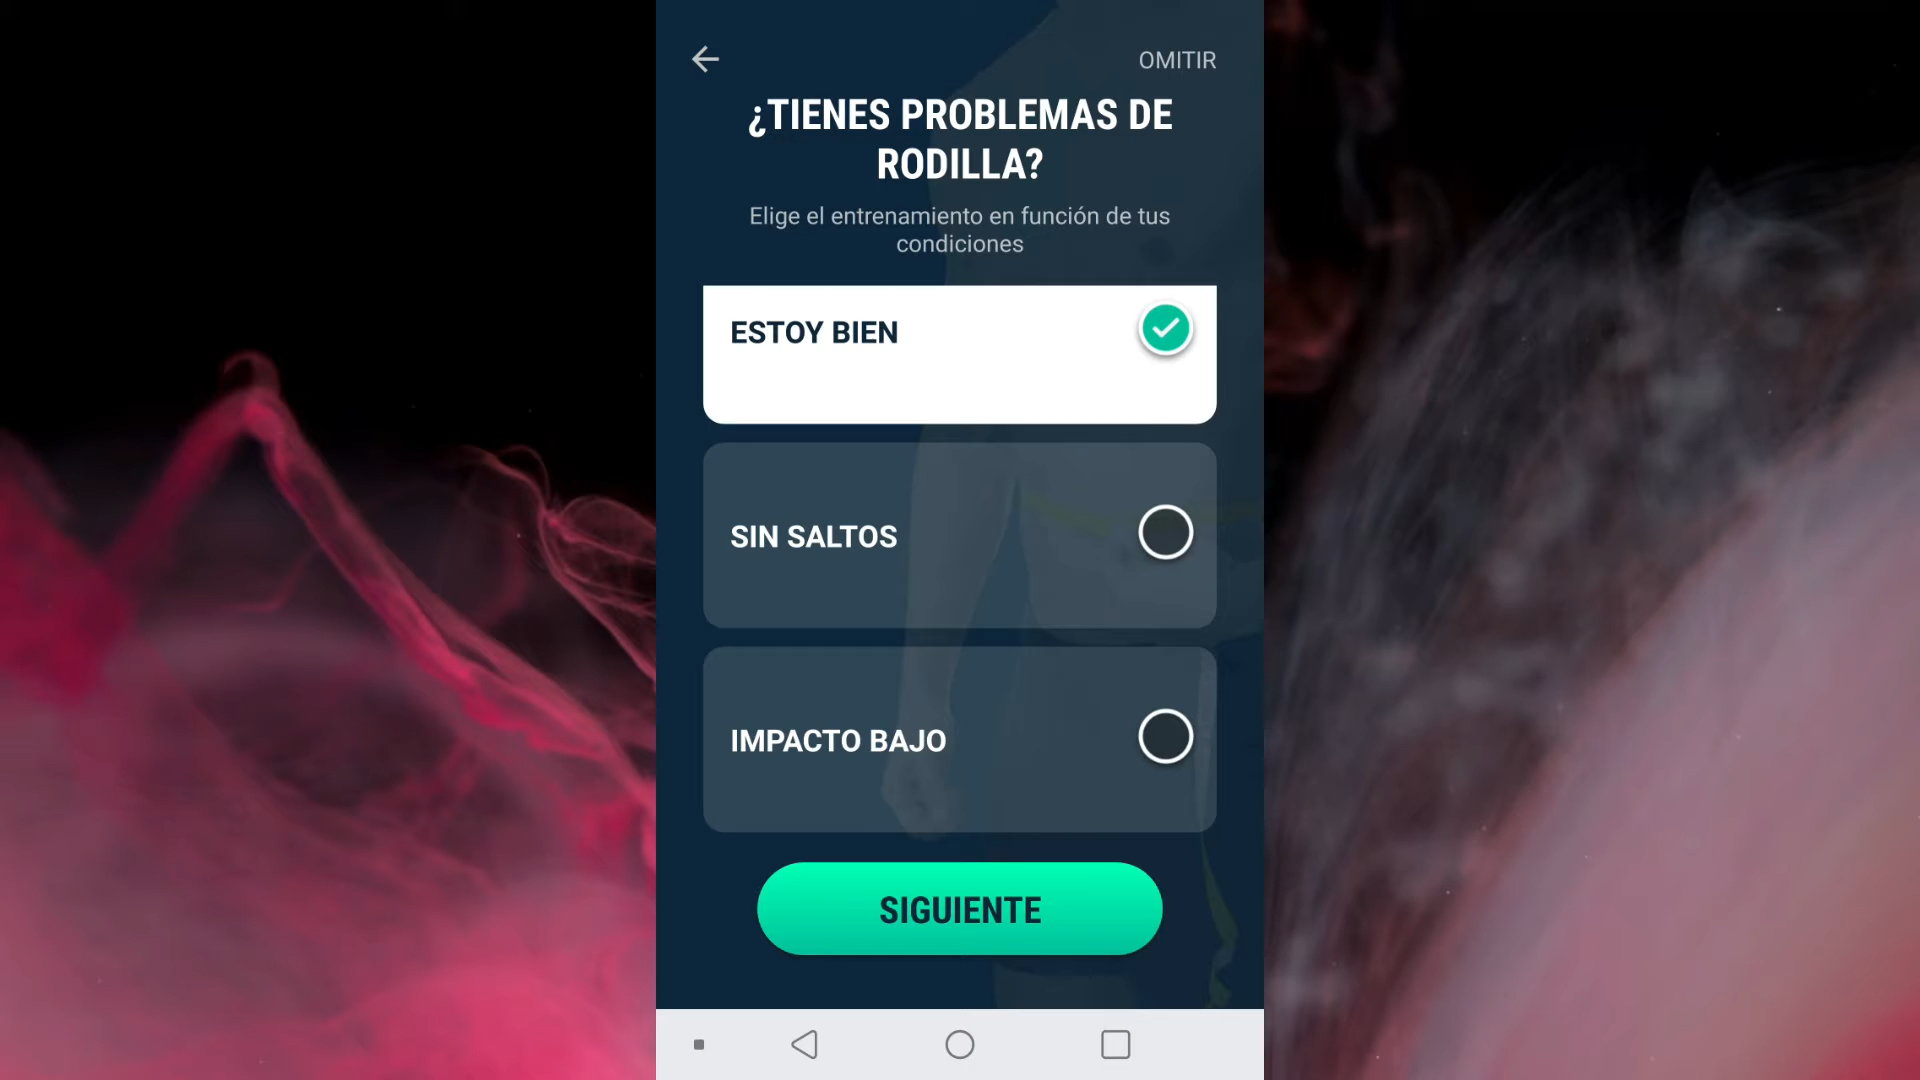 OMITIR
¿TIENES PROBLEMAS DE
RODILLA?
Elige el entrenamiento en función de tus
condiciones
ESTOY BIEN
SIN SALTOS
IMPACTO BAJO
SIGUIENTE